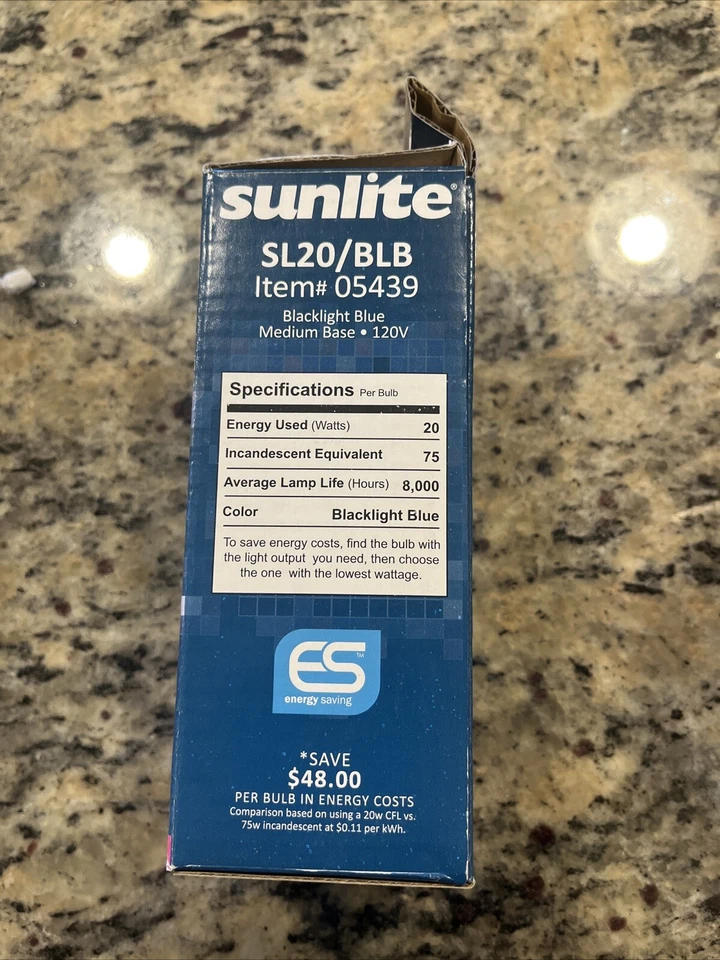 sunlite®
SL20/BLB
Item# 05439
Blacklight Blue
Medium Base • 120V
Specifications Per Bulb
Energy Used (Watts) 20
Incandescent Equivalent 75
Average Lamp Life (Hours) 8,000
Color Blacklight Blue
To save energy costs, find the bulb with
the light output you need, then choose
the one with the lowest wattage.
ES™
energy saving
*SAVE
$48.00
PER BULB IN ENERGY COSTS
Comparison based on using a 20w CFL vs.
75w incandescent at $0.11 per kWh.